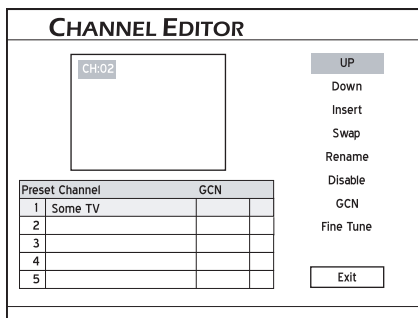 CHANNEL EDITOR
CH:02
UP
Down
Insert
Swap
Rename
Disable
GCN
Fine Tune
Exit
Preset Channel GCN
1 Some TV
2
3
4
5